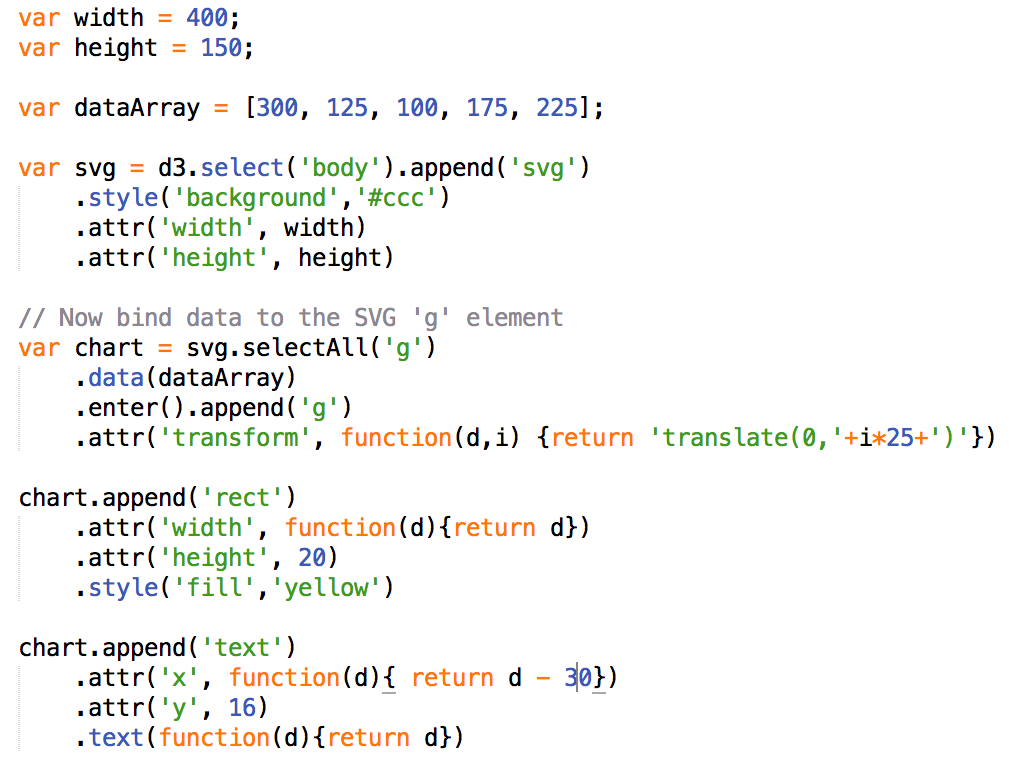 var width = 400;
var height = 150;

var dataArray = [300, 125, 100, 175, 225];

var svg = d3.select('body').append('svg')
    .style('background','#ccc')
    .attr('width', width)
    .attr('height', height)

// Now bind data to the SVG 'g' element
var chart = svg.selectAll('g')
    .data(dataArray)
    .enter().append('g')
    .attr('transform', function(d,i) {return 'translate(0,'+i*25+')'})

chart.append('rect')
    .attr('width', function(d){return d})
    .attr('height', 20)
    .style('fill','yellow')

chart.append('text')
    .attr('x', function(d){ return d - 30})
    .attr('y', 16)
    .text(function(d){return d})